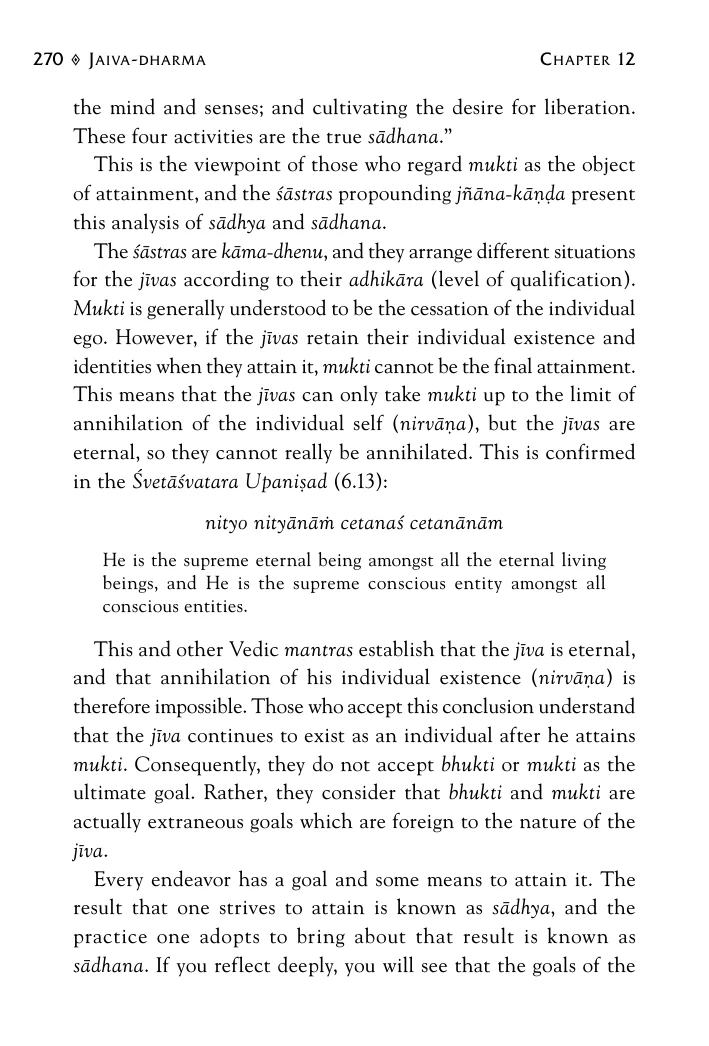 270 ◈ JAIVA-DHARMA CHAPTER 12
the mind and senses; and cultivating the desire for liberation.
These four activities are the true sādhana.”
This is the viewpoint of those who regard mukti as the object
of attainment, and the śāstras propounding jñāna-kāṇḍa present
this analysis of sādhya and sādhana.
The śāstras are kāma-dhenu, and they arrange different situations
for the jīvas according to their adhikāra (level of qualification).
Mukti is generally understood to be the cessation of the individual
ego. However, if the jīvas retain their individual existence and
identities when they attain it, mukti cannot be the final attainment.
This means that the jīvas can only take mukti up to the limit of
annihilation of the individual self (nirvāṇa), but the jīvas are
eternal, so they cannot really be annihilated. This is confirmed
in the Śvetāśvatara Upaniṣad (6.13):
nityo nityānāṁ cetanaś cetanānām
He is the supreme eternal being amongst all the eternal living
beings, and He is the supreme conscious entity amongst all
conscious entities.
This and other Vedic mantras establish that the jīva is eternal,
and that annihilation of his individual existence (nirvāṇa) is
therefore impossible. Those who accept this conclusion understand
that the jīva continues to exist as an individual after he attains
mukti. Consequently, they do not accept bhukti or mukti as the
ultimate goal. Rather, they consider that bhukti and mukti are
actually extraneous goals which are foreign to the nature of the
jīva.
Every endeavor has a goal and some means to attain it. The
result that one strives to attain is known as sādhya, and the
practice one adopts to bring about that result is known as
sādhana. If you reflect deeply, you will see that the goals of the